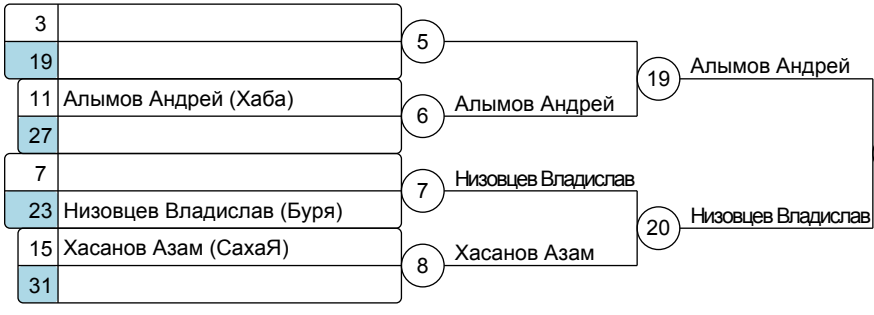 3
5
19
Алымов Андрей
19
11 Алымов Андрей (Хаба)
6
Алымов Андрей
27
7
7
Низовцев Владислав
23 Низовцев Владислав (Буря)
20
Низовцев Владислав
15 Хасанов Азам (СахаЯ)
8
Хасанов Азам
31